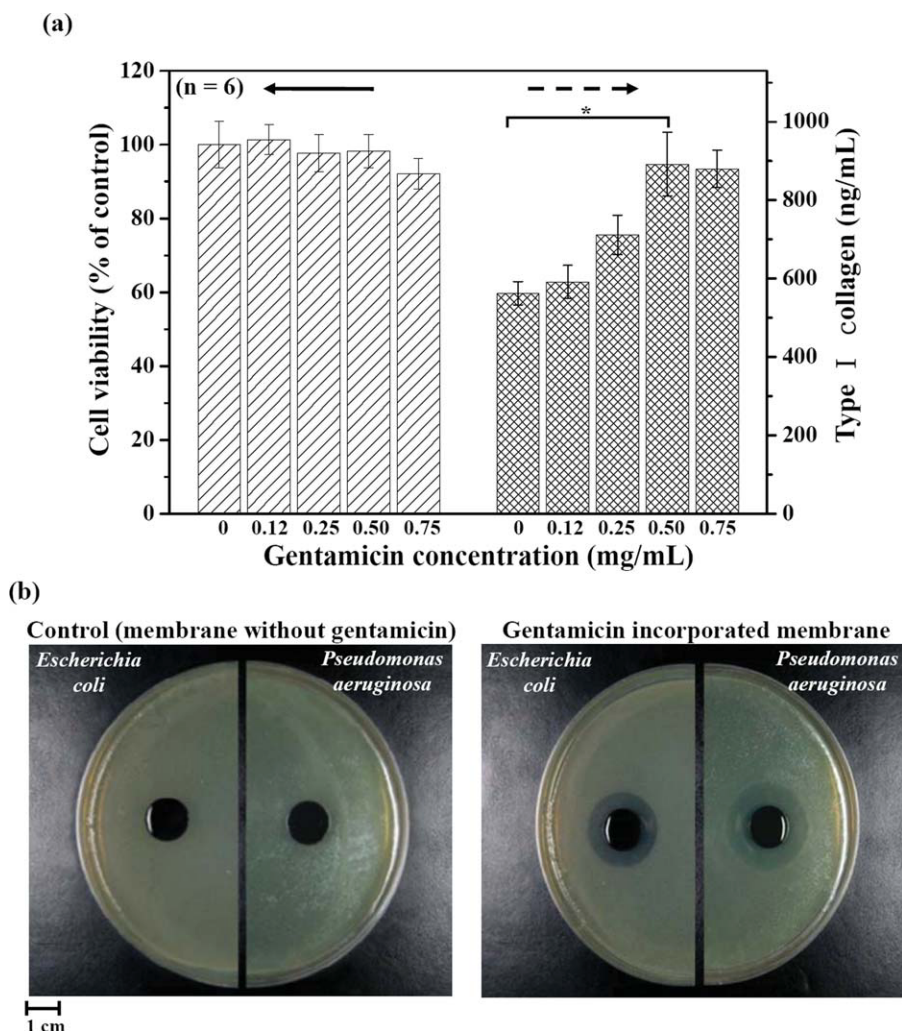 (a)
120
100
80
60
40
20
0
Cell viability (% of control)
(n = 6)
*
1000
800
600
400
200
0
Type I collagen (ng/mL)
0 0.12 0.25 0.50 0.75 0 0.12 0.25 0.50 0.75
Gentamicin concentration (mg/mL)
(b)
Control (membrane without gentamicin)
Escherichia
coli
Pseudomonas
aeruginosa
Gentamicin incorporated membrane
Escherichia
coli
Pseudomonas
aeruginosa
1 cm